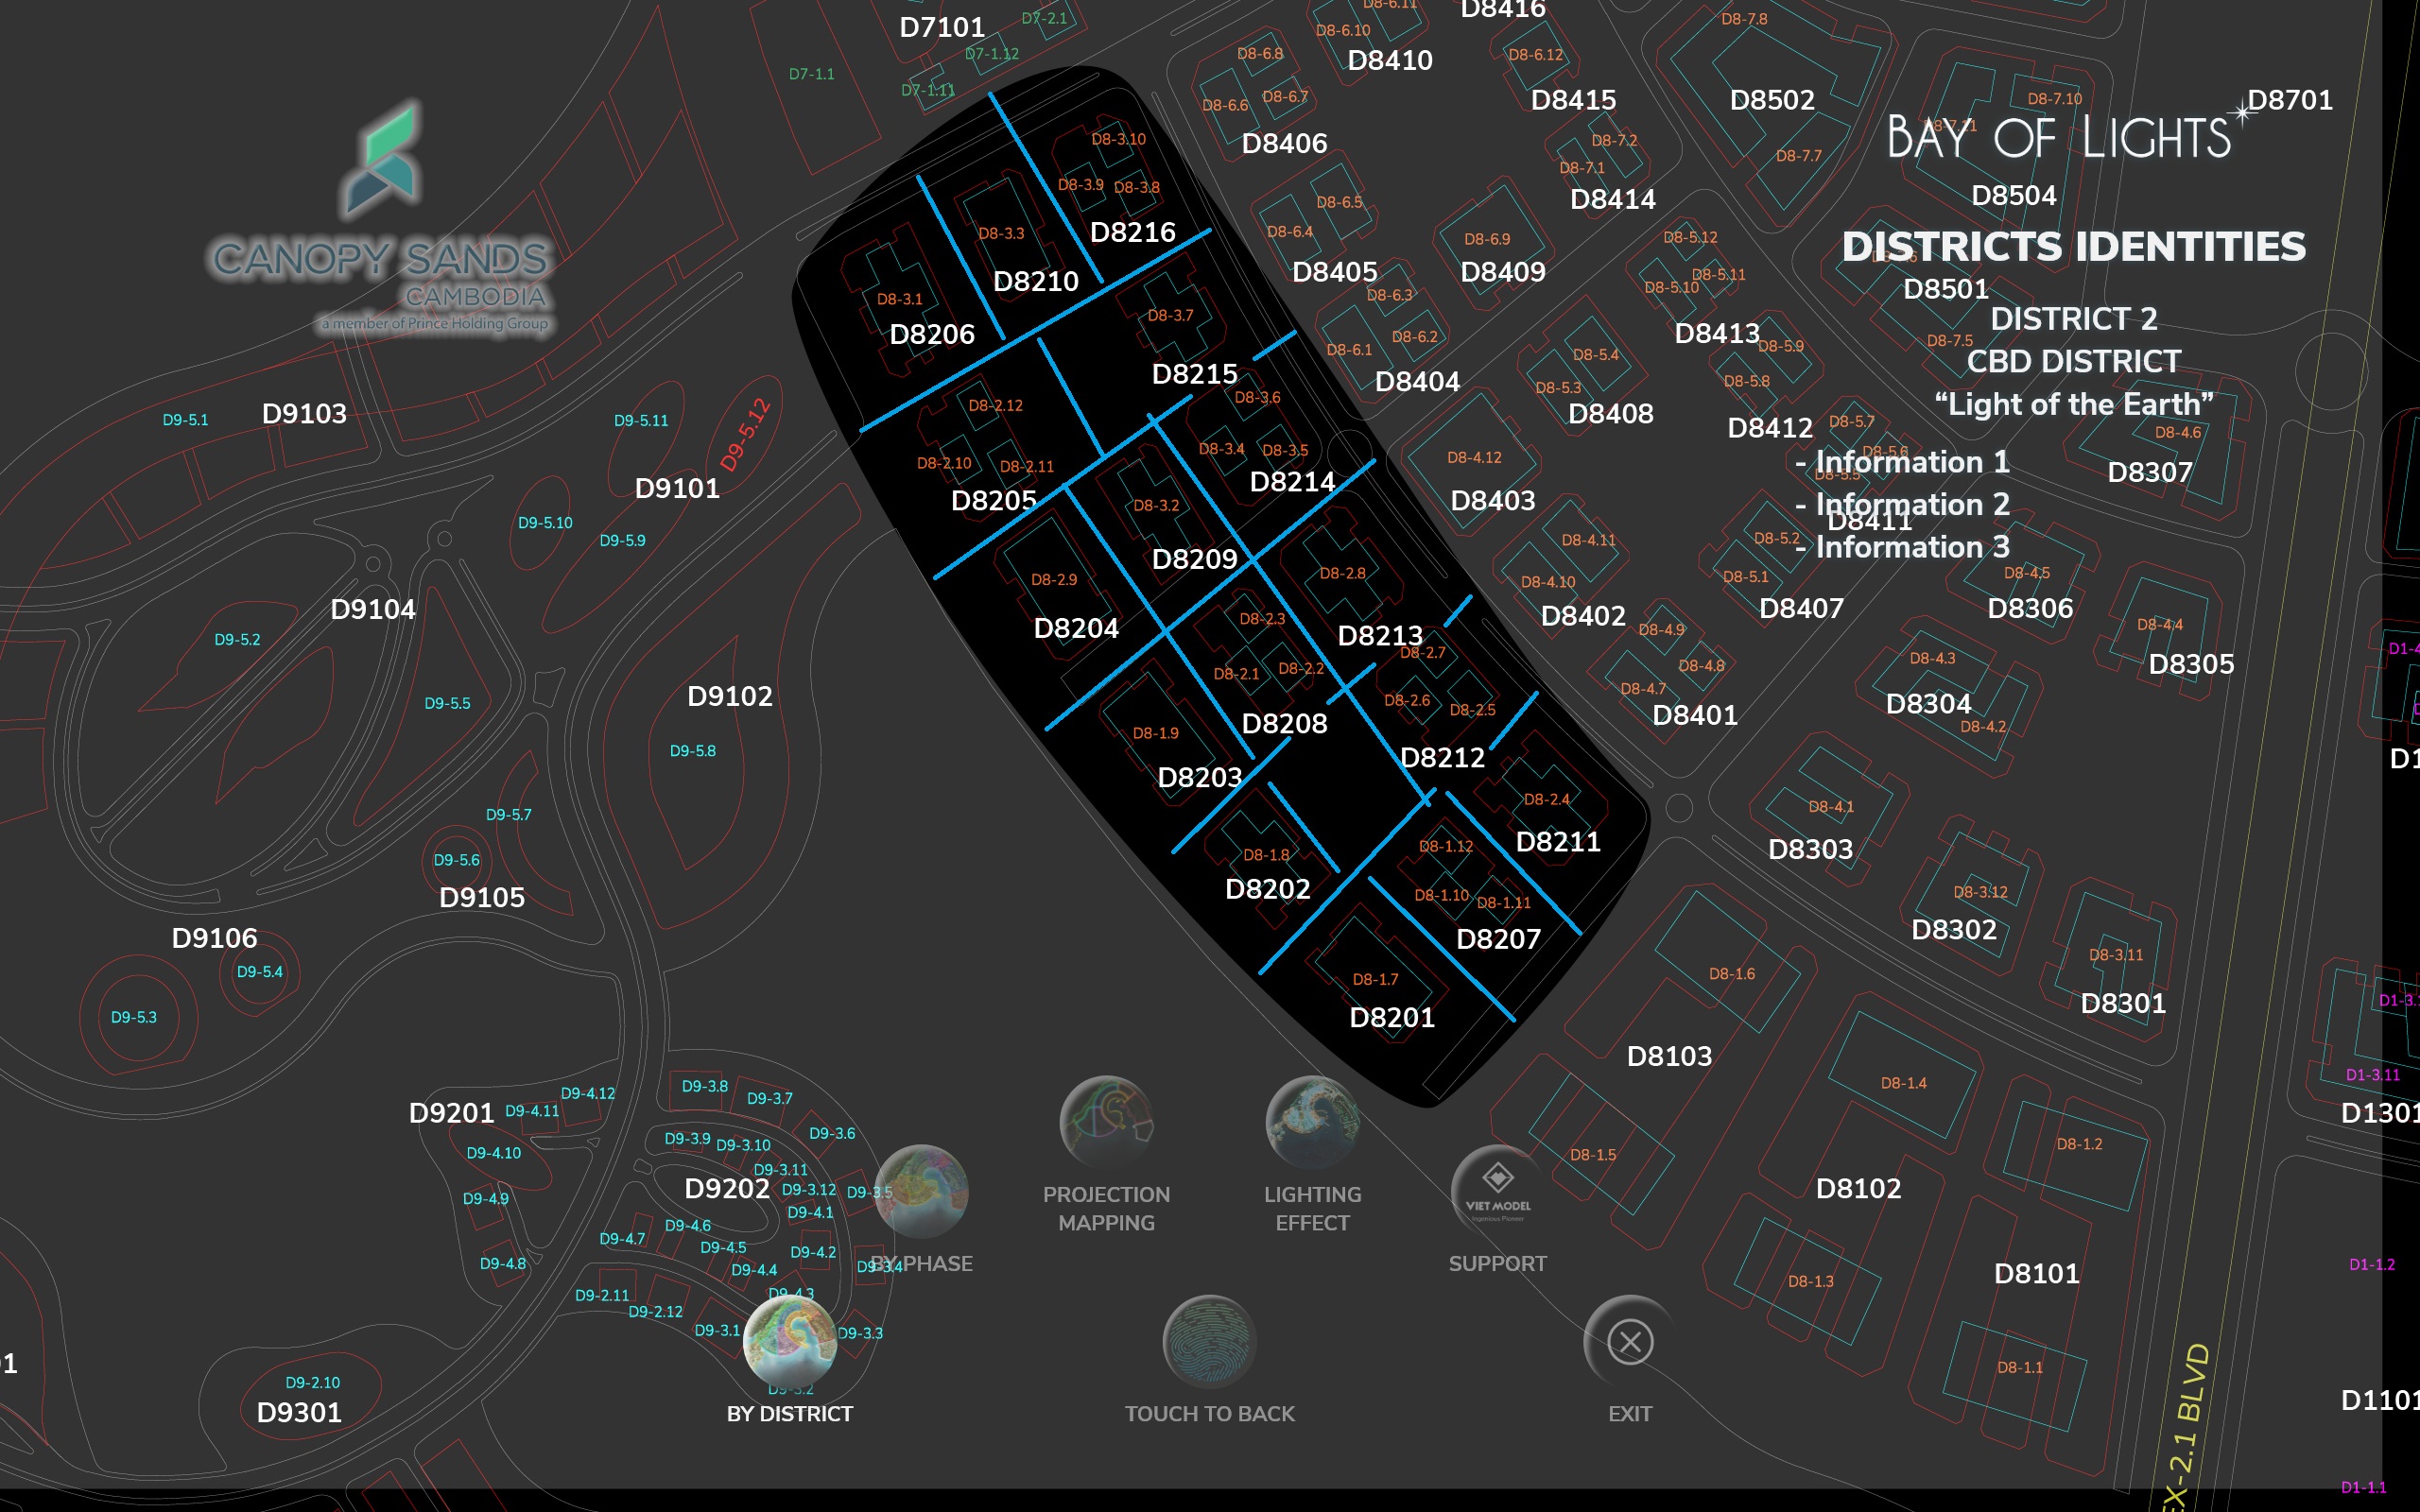 D7101
D7-2.1
D7-1.12
D7-1.1
D7-1.11
D8-6.11
D8-6.10
D8410
D8-6.8
D8-6.6
D8-6.7
D8406
D8416
D8-6.12
D8415
D8-7.2
D8-7.1
D8414
D8-7.8
D8502
D8-7.7
D8-7.10
D8504
D8701
BAY OF LIGHTS
DISTRICTS IDENTITIES
DISTRICT 2
CBD DISTRICT
“Light of the Earth”
- Information 1
- Information 2
- Information 3
CANOPY SANDS
CAMBODIA
a member of Prince Holding Group
D8-3.10
D8-3.9
D8-3.8
D8216
D8-3.3
D8210
D8-3.1
D8206
D8-3.7
D8215
D8-6.5
D8-6.4
D8405
D8-6.9
D8409
D8-6.3
D8-6.1
D8-6.2
D8404
D8-5.12
D8-5.11
D8-5.10
D8413
D8501
D8-7.5
D8-5.4
D8-5.3
D8408
D8-5.9
D8-5.8
D8412
D8-5.7
D8-5.6
D8-5.5
D8411
D8-4.6
D8307
D9-5.1
D9103
D9-5.11
D9-5.12
D9101
D9-5.10
D9-5.9
D8-2.12
D8-2.10
D8-2.11
D8205
D8-3.6
D8-3.4
D8-3.5
D8214
D8-3.2
D8209
D8-4.12
D8403
D8-4.11
D8-4.10
D8402
D8-5.2
D8-5.1
D8407
D8-4.5
D8306
D8-4.4
D8305
D9104
D9-5.2
D9-5.5
D9102
D9-5.8
D8-2.9
D8204
D8-2.8
D8213
D8-2.3
D8-2.1
D8-2.2
D8208
D8-2.7
D8-2.6
D8-2.5
D8212
D8-4.9
D8-4.8
D8-4.7
D8401
D8-4.3
D8304
D8-4.2
D8-1.9
D8203
D8-2.4
D8211
D8-4.1
D8303
D9-5.7
D9-5.6
D9105
D9106
D9-5.4
D9-5.3
D8-1.8
D8202
D8-1.12
D8-1.10
D8-1.11
D8207
D8-1.7
D8201
D8-3.12
D8302
D8-3.11
D8301
D8-1.6
D8103
D8-1.4
D8-1.5
D8-1.2
D8102
D8-1.3
D8101
D8-1.1
D1-3.11
D1301
D1-1.2
D1101
D1-1.1
EX-2.1 BLVD
D9201
D9-4.11
D9-4.12
D9-4.10
D9-4.9
D9-4.8
D9-3.8
D9-3.7
D9-3.6
D9-3.9
D9-3.10
D9-3.11
D9202
D9-3.12
D9-3.5
D9-4.1
D9-4.6
D9-4.7
D9-4.5
D9-4.2
D9-4.4
D9-3.4
D9-4.3
D9-2.11
D9-2.12
D9-3.1
D9-3.3
D9-3.2
D9-2.10
D9301
BY PHASE
PROJECTION
MAPPING
LIGHTING
EFFECT
VIET MODEL
Ingenious Pioneer
SUPPORT
BY DISTRICT
TOUCH TO BACK
EXIT